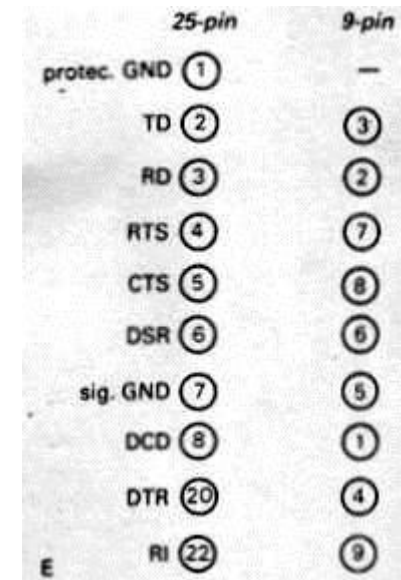 25-pin 9-pin
protec. GND 1 —
TD 2 3
RD 3 2
RTS 4 7
CTS 5 8
DSR 6 6
sig. GND 7 5
DCD 8 1
DTR 20 4
RI 22 9
E